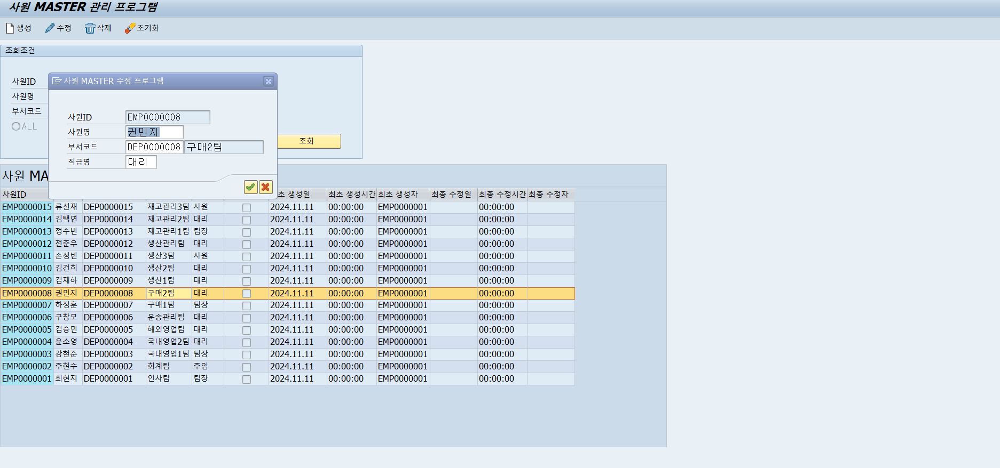 사원 MASTER 관리 프로그램
생성 수정 삭제 초기화
조회조건
사원ID
사원명
부서코드
ALL
사원 MASTER 수정 프로그램
사원ID EMP0000008
사원명 권민지
부서코드 DEP0000008 구매2팀
직급명 대리
조회
사원 MA
사원ID 초 생성일 최초 생성시간 최초 생성자 최종 수정일 최종 수정시간 최종 수정자
EMP0000015 류선재 DEP0000015 재고관리3팀 사원 2024.11.11 00:00:00 EMP0000001 00:00:00
EMP0000014 김택연 DEP0000014 재고관리2팀 대리 2024.11.11 00:00:00 EMP0000001 00:00:00
EMP0000013 정수빈 DEP0000013 재고관리1팀 팀장 2024.11.11 00:00:00 EMP0000001 00:00:00
EMP0000012 전준우 DEP0000012 생산관리팀 대리 2024.11.11 00:00:00 EMP0000001 00:00:00
EMP0000011 손성빈 DEP0000011 생산3팀 사원 2024.11.11 00:00:00 EMP0000001 00:00:00
EMP0000010 김건희 DEP0000010 생산2팀 대리 2024.11.11 00:00:00 EMP0000001 00:00:00
EMP0000009 김재하 DEP0000009 생산1팀 대리 2024.11.11 00:00:00 EMP0000001 00:00:00
EMP0000008 권민지 DEP0000008 구매2팀 대리 2024.11.11 00:00:00 EMP0000001 00:00:00
EMP0000007 하정훈 DEP0000007 구매1팀 팀장 2024.11.11 00:00:00 EMP0000001 00:00:00
EMP0000006 구창모 DEP0000006 운송관리팀 대리 2024.11.11 00:00:00 EMP0000001 00:00:00
EMP0000005 김승민 DEP0000005 해외영업팀 대리 2024.11.11 00:00:00 EMP0000001 00:00:00
EMP0000004 윤소영 DEP0000004 국내영업2팀 대리 2024.11.11 00:00:00 EMP0000001 00:00:00
EMP0000003 강현준 DEP0000003 국내영업1팀 팀장 2024.11.11 00:00:00 EMP0000001 00:00:00
EMP0000002 주현수 DEP0000002 회계팀 주임 2024.11.11 00:00:00 EMP0000001 00:00:00
EMP0000001 최현지 DEP0000001 인사팀 팀장 2024.11.11 00:00:00 EMP0000001 00:00:00